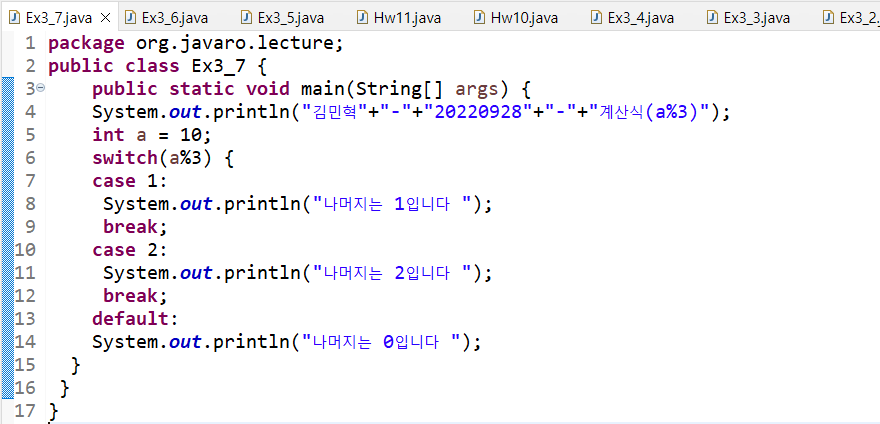 Ex3_7.java Ex3_6.java Ex3_5.java Hw11.java Hw10.java Ex3_4.java Ex3_3.java Ex3_2.
1 package org.javaro.lecture;
2 public class Ex3_7 {
3 public static void main(String[] args) {
4 System.out.println("김민혁"+"-"+"20220928"+"-"+"계산식(a%3)");
5 int a = 10;
6 switch(a%3) {
7 case 1:
8 System.out.println("나머지는 1입니다 ");
9 break;
10 case 2:
11 System.out.println("나머지는 2입니다 ");
12 break;
13 default:
14 System.out.println("나머지는 0입니다 ");
15 }
16 }
17 }